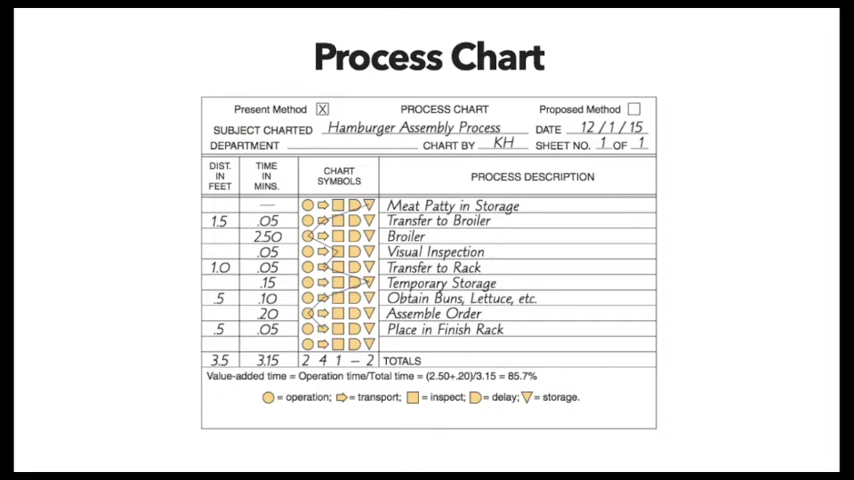 Process Chart
Present Method X PROCESS CHART Proposed Method
SUBJECT CHARTED Hamburger Assembly Process DATE 12 / 1 / 15
DEPARTMENT CHART BY KH SHEET NO. 1 OF 1
DIST. IN FEET TIME IN MINS. CHART SYMBOLS PROCESS DESCRIPTION
— Meat Patty in Storage
1.5 .05 Transfer to Broiler
2.50 Broiler
.05 Visual Inspection
1.0 .05 Transfer to Rack
.15 Temporary Storage
.5 .10 Obtain Buns, Lettuce, etc.
.20 Assemble Order
.5 .05 Place in Finish Rack
3.5 3.15 2 4 1 – 2 TOTALS
Value-added time = Operation time/Total time = (2.50+.20)/3.15 = 85.7%
= operation; = transport; = inspect; = delay; = storage.